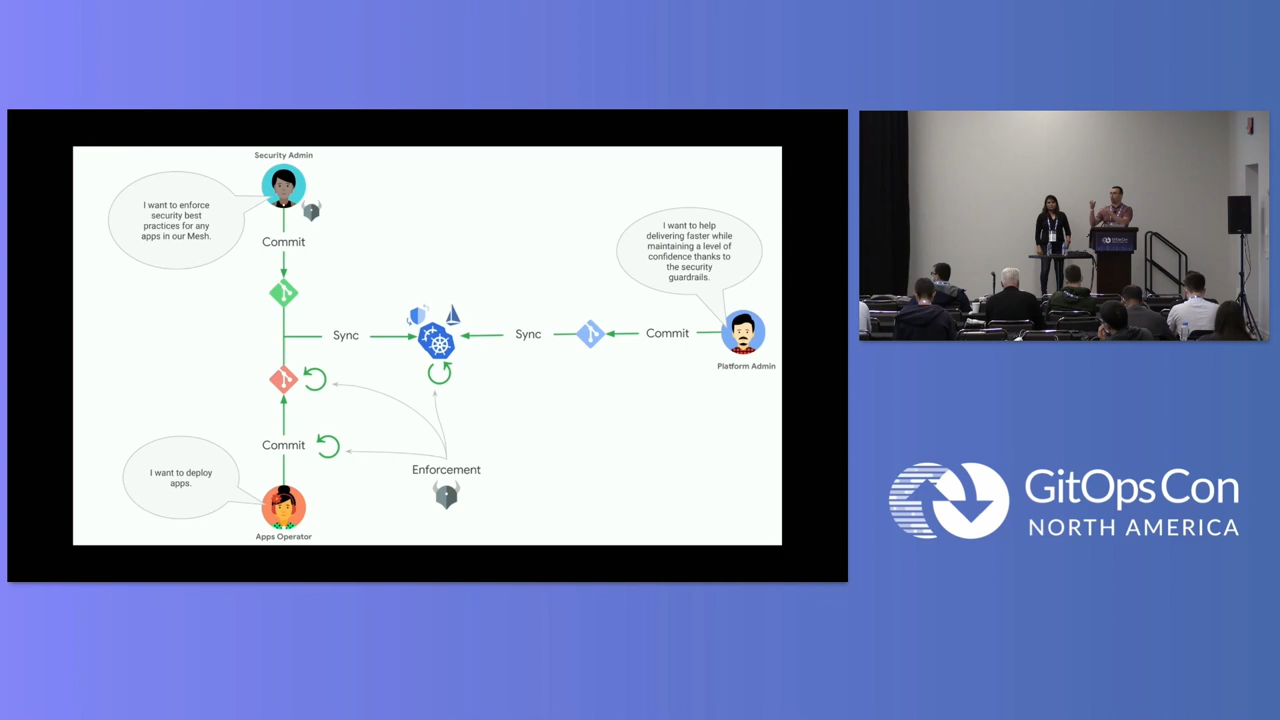 Security Admin
I want to enforce
security best
practices for any
apps in our Mesh.
Commit
I want to help
delivering faster while
maintaining a level of
confidence thanks to
the security
guardrails.
Sync
Sync
Commit
Platform Admin
Commit
Enforcement
I want to deploy
apps.
Apps Operator
GitOpsCon
NORTH AMERICA